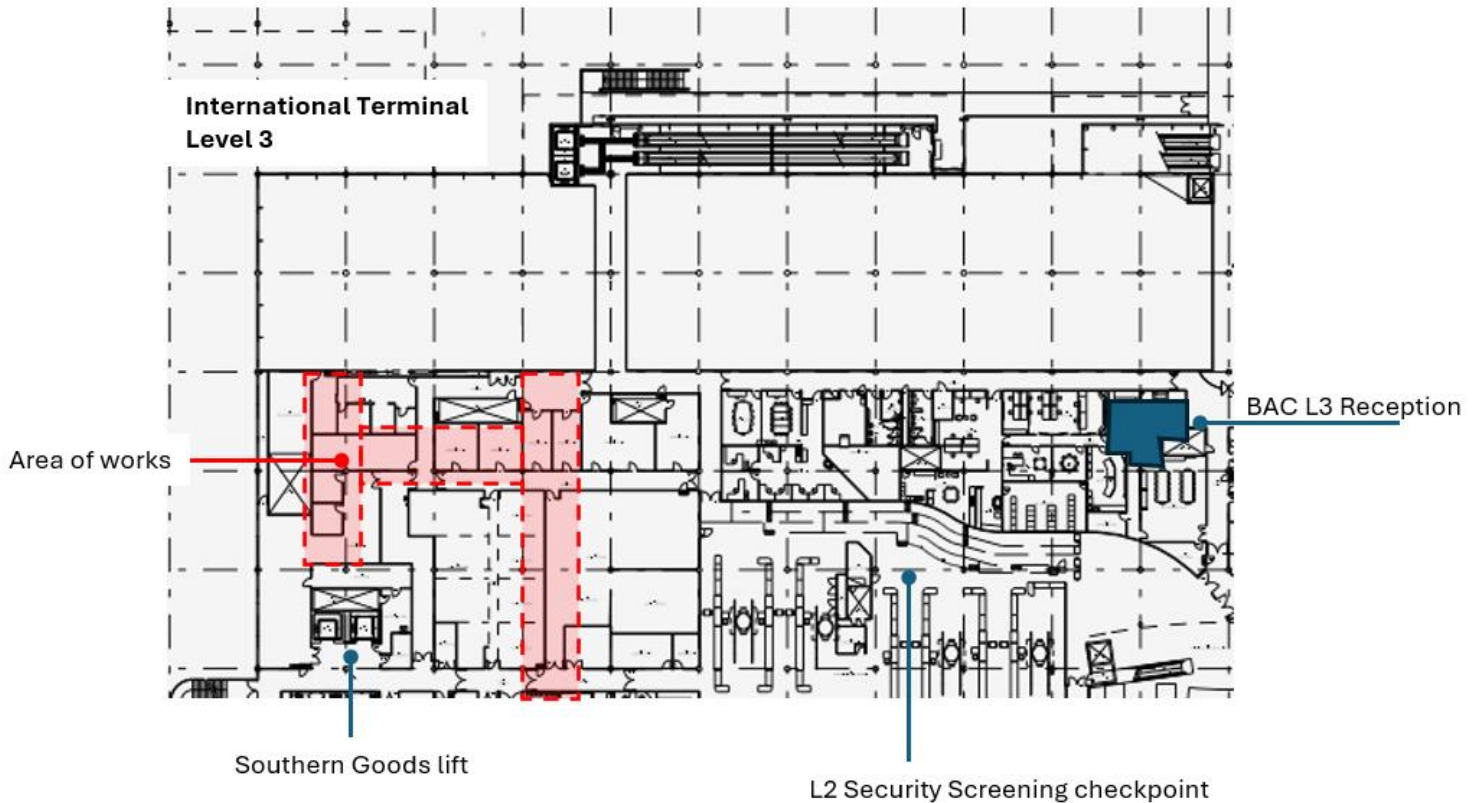 International Terminal
Level 3
BAC L3 Reception
Area of works
Southern Goods lift
L2 Security Screening checkpoint